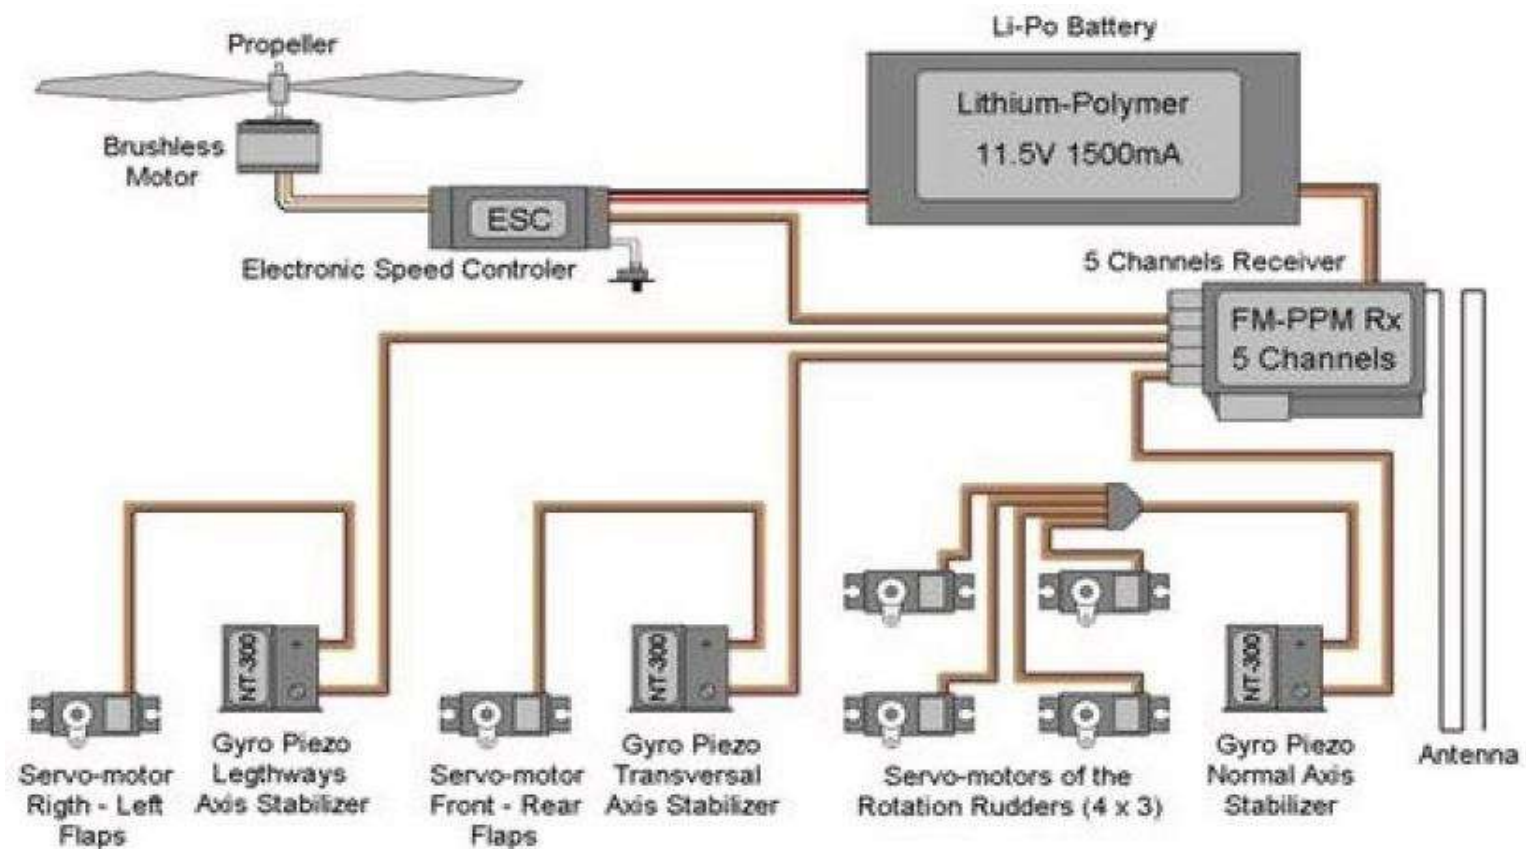 Propeller
Li-Po Battery
Lithium-Polymer
11.5V 1500mA
Brushless
Motor
ESC
Electronic Speed Controler
5 Channels Receiver
FM-PPM Rx
5 Channels
NT-300
+
NT-300
+
NT-300
+
Servo-motor
Rigth - Left
Flaps
Gyro Piezo
Legthways
Axis Stabilizer
Servo-motor
Front - Rear
Flaps
Gyro Piezo
Transversal
Axis Stabilizer
Servo-motors of the
Rotation Rudders (4 x 3)
Gyro Piezo
Normal Axis
Stabilizer
Antenna